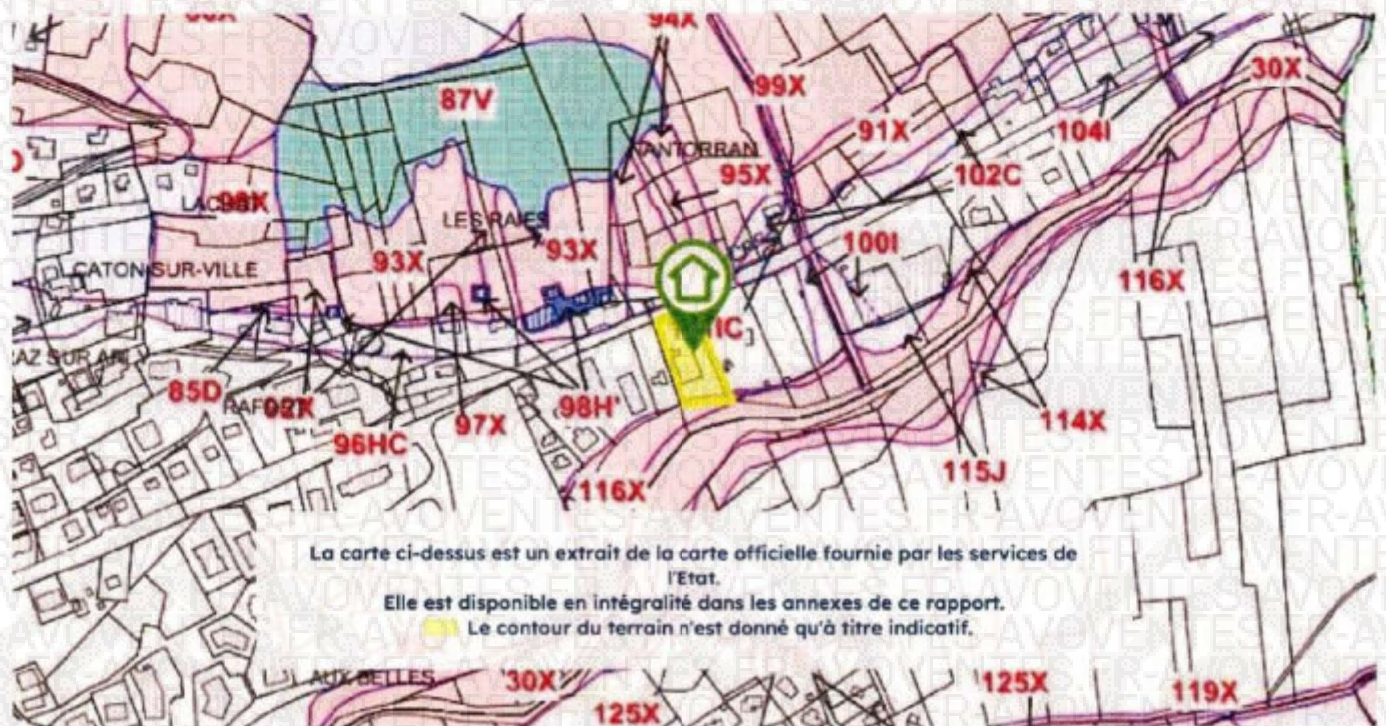 94X
99X
30X
87V
91X
104I
ANTORRAN
95X
102C
98X
LES RAIES
93X
93X
100I
CATON SUR-VILLE
116X
85D
97X
98H'
96HC
114X
115J
116X
La carte ci-dessus est un extrait de la carte officielle fournie par les services de
l'Etat.
Elle est disponible en intégralité dans les annexes de ce rapport.
Le contour du terrain n'est donné qu'à titre indicatif.
AUX BELLES
30X
125X
119X
125X